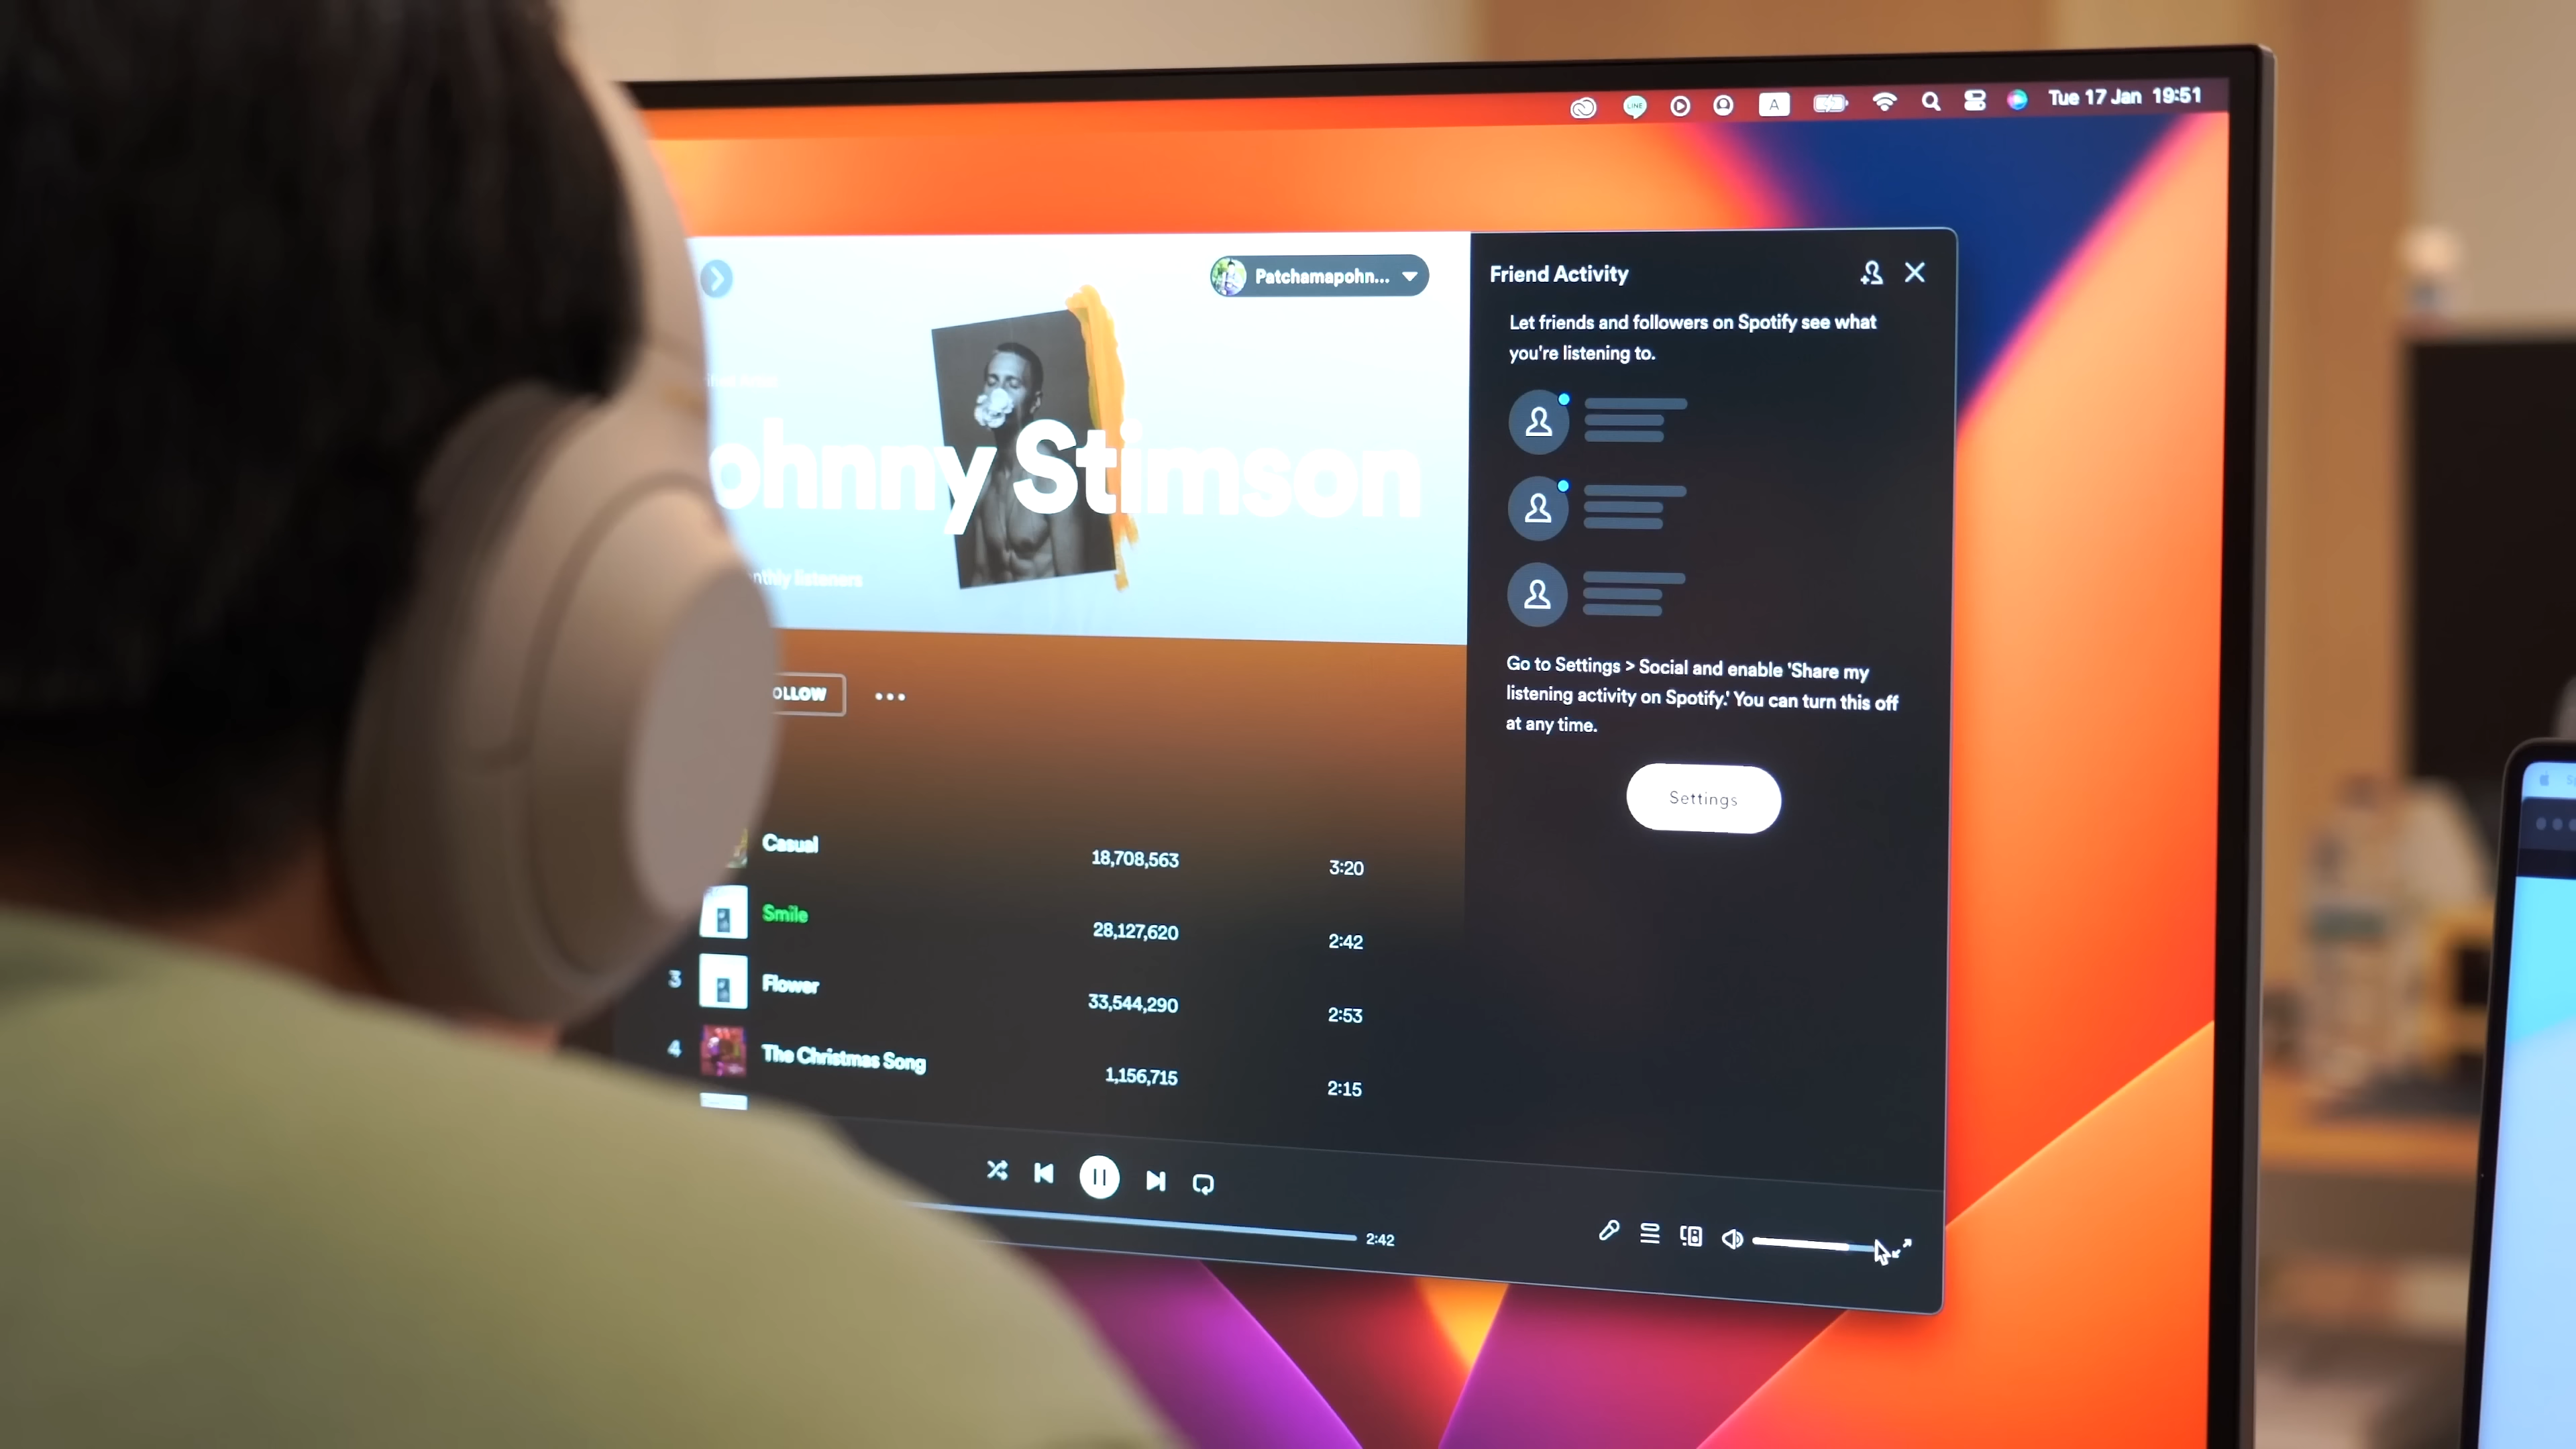 LINE
A
Tue 17 Jan 19:51
Patchamapohn...
ohnny Stimson
nthly listeners
OLLOW
Casual 18,708,563 3:20
Smile 28,127,620 2:42
3 Flower 33,544,290 2:53
4 The Christmas Song 1,156,715 2:15
2:42
Friend Activity
Let friends and followers on Spotify see what
you're listening to.
Go to Settings > Social and enable 'Share my
listening activity on Spotify.' You can turn this off
at any time.
Settings